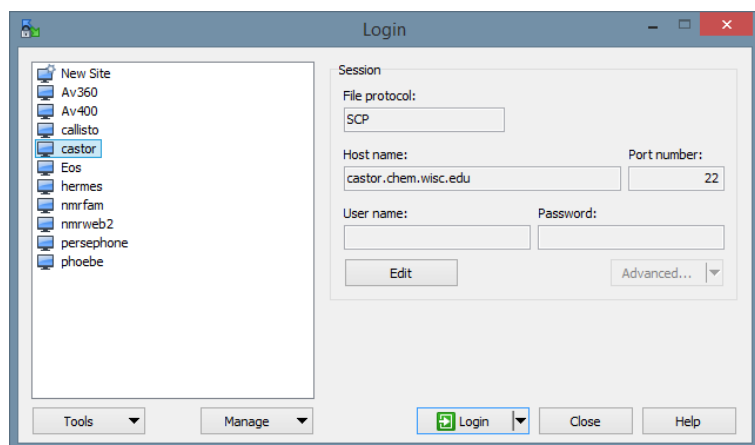 Login
New Site
Av360
Av400
callisto
castor
Eos
hermes
nmrfam
nmrweb2
persephone
phoebe
Session
File protocol:
SCP
Host name: Port number:
castor.chem.wisc.edu 22
User name: Password:
Edit Advanced...
Tools Manage Login Close Help